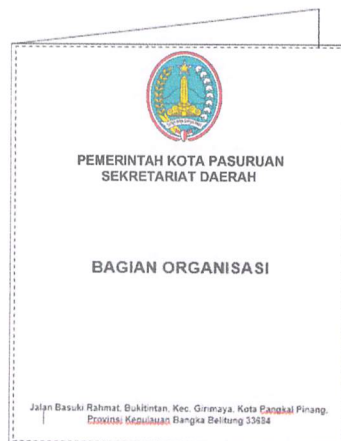 PEMERINTAH KOTA PASURUAN
SEKRETARIAT DAERAH
BAGIAN ORGANISASI
Jalan Basuki Rahmat, Bukitintan, Kec. Girimaya, Kota Pangkal Pinang,
Provinsi Kepulauan Bangka Belitung 33684